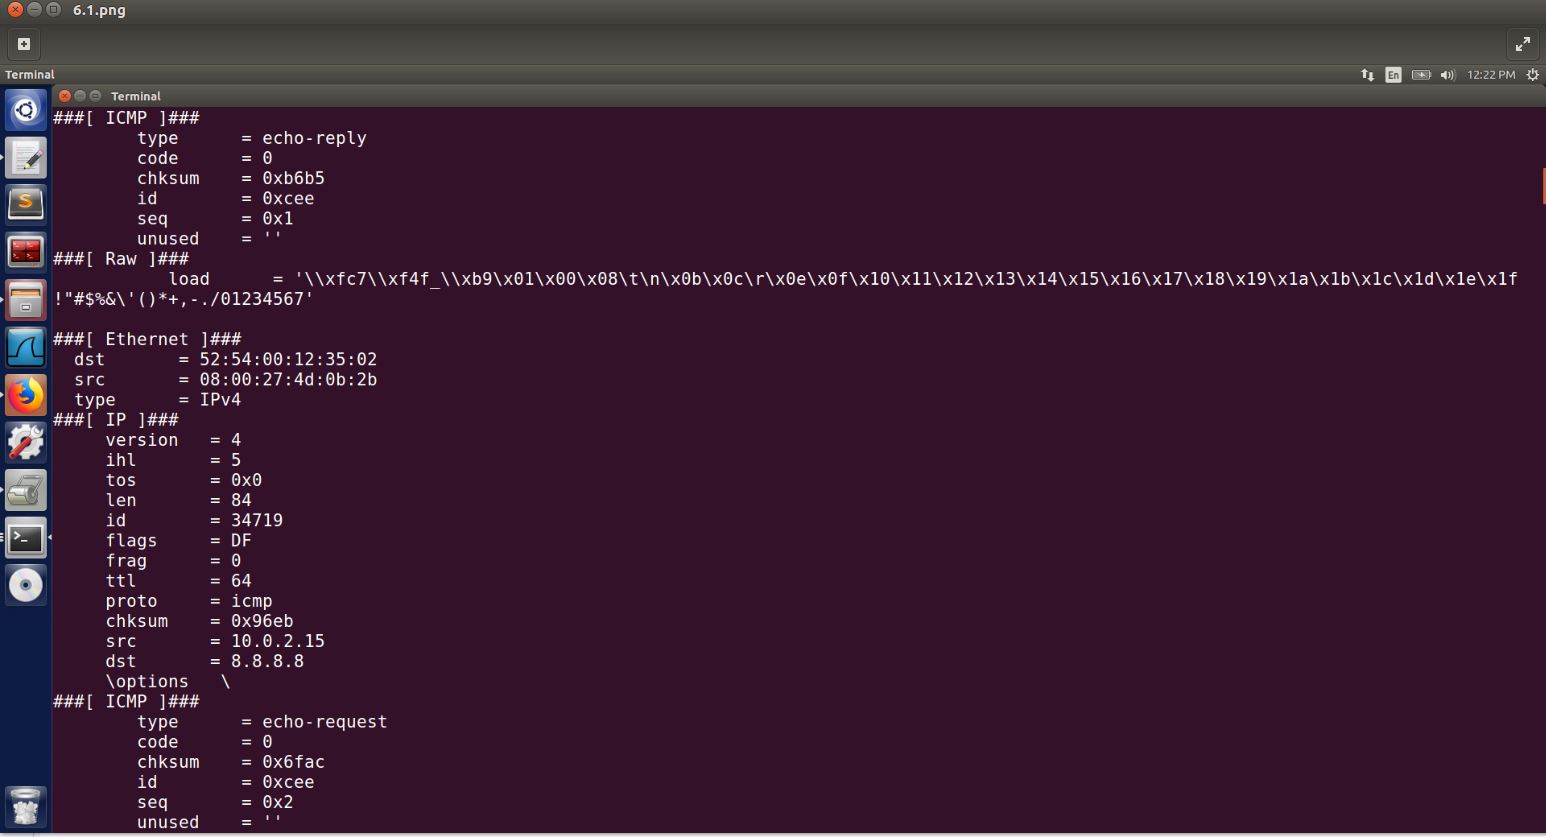 6.1.png
Terminal
En
12:22 PM
Terminal
###[ ICMP ]###
type = echo-reply
code = 0
chksum = 0xb6b5
id = 0xcee
seq = 0x1
unused = ''
###[ Raw ]###
load = '\\xfc7\\xf4f_\\xb9\x01\x00\x08\t\n\x0b\x0c\r\x0e\x0f\x10\x11\x12\x13\x14\x15\x16\x17\x18\x19\x1a\x1b\x1c\x1d\x1e\x1f
!"#$%&\'()*+,-./01234567'
###[ Ethernet ]###
dst = 52:54:00:12:35:02
src = 08:00:27:4d:0b:2b
type = IPv4
###[ IP ]###
version = 4
ihl = 5
tos = 0x0
len = 84
id = 34719
flags = DF
frag = 0
ttl = 64
proto = icmp
chksum = 0x96eb
src = 10.0.2.15
dst = 8.8.8.8
\options \
###[ ICMP ]###
type = echo-request
code = 0
chksum = 0x6fac
id = 0xcee
seq = 0x2
unused = ''